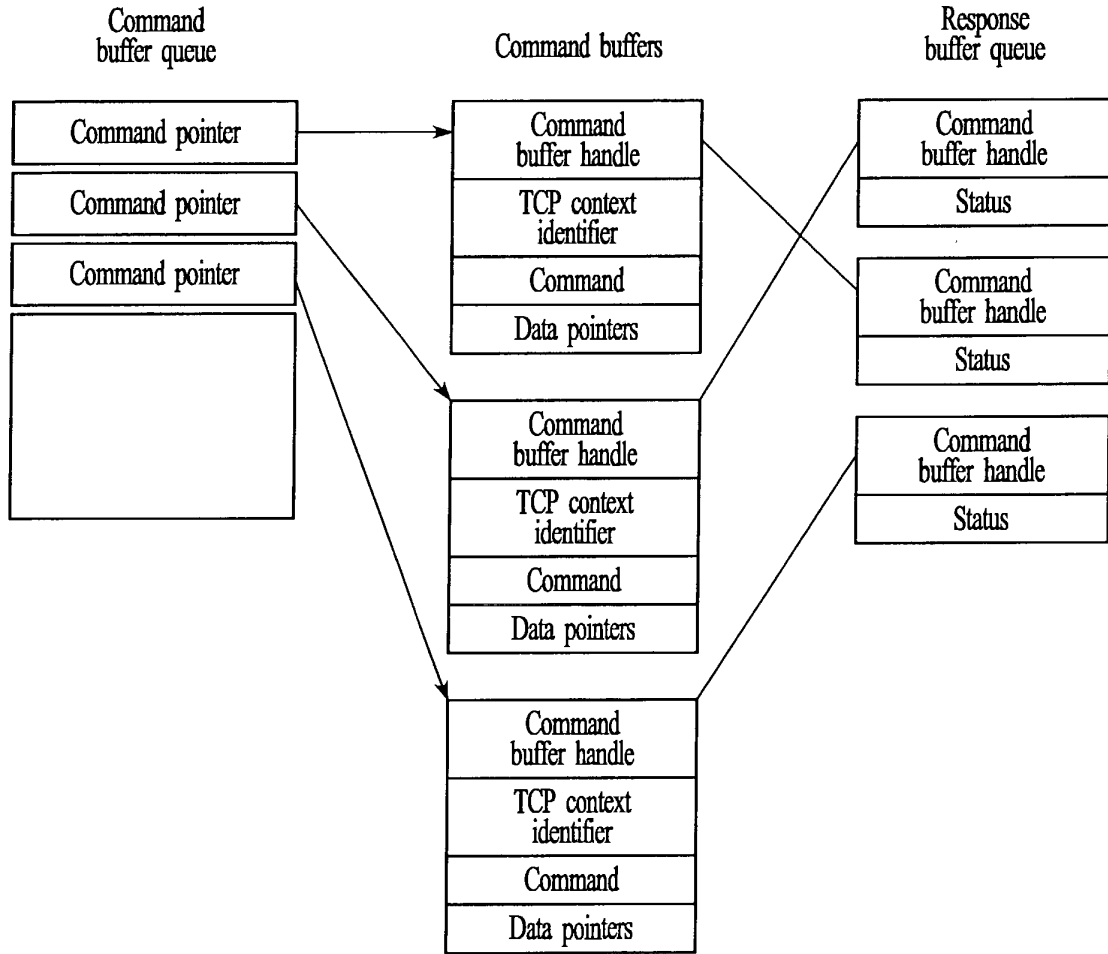 Command
buffer queue
Command pointer
Command pointer
Command pointer
Command buffers
Command
buffer handle
TCP context
identifier
Command
Data pointers
Command
buffer handle
TCP context
identifier
Command
Data pointers
Command
buffer handle
TCP context
identifier
Command
Data pointers
Response
buffer queue
Command
buffer handle
Status
Command
buffer handle
Status
Command
buffer handle
Status